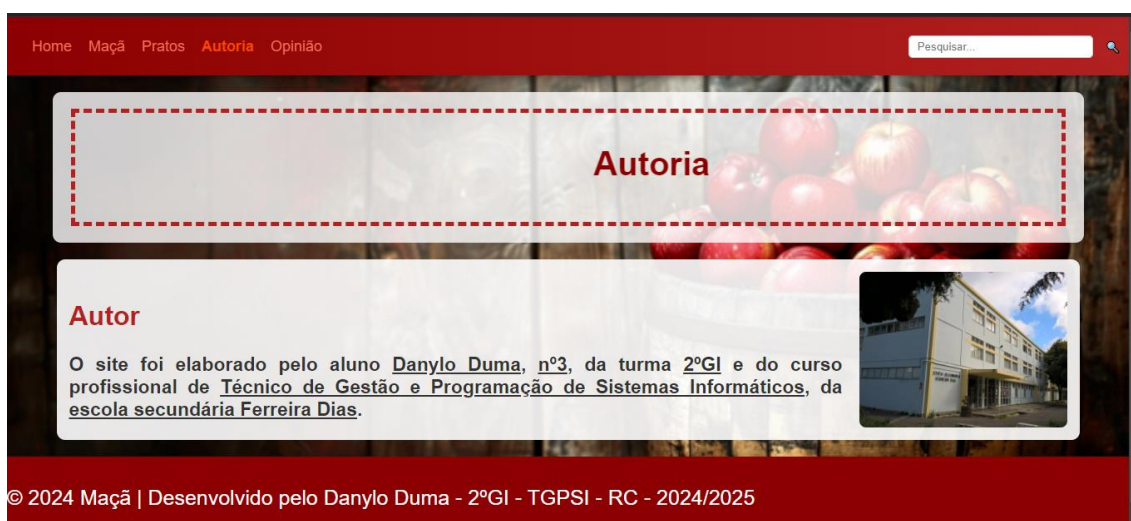 Home Maçã Pratos Autoria Opinião Pesquisar...
Autoria
Autor
O site foi elaborado pelo aluno Danylo Duma, nº3, da turma 2ºGI e do curso
profissional de Técnico de Gestão e Programação de Sistemas Informáticos, da
escola secundária Ferreira Dias.
© 2024 Maçã | Desenvolvido pelo Danylo Duma - 2ºGI - TGPSI - RC - 2024/2025